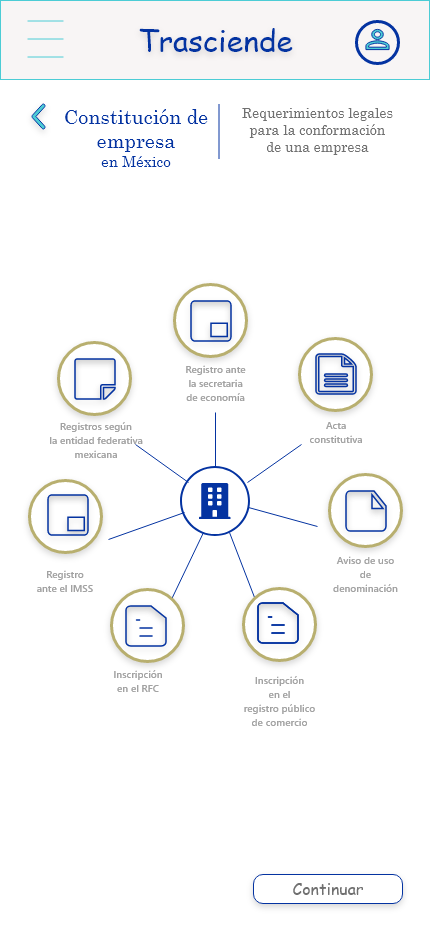 Trasciende
Constitución de
empresa
en México
Requerimientos legales
para la conformación
de una empresa
Registro ante
la secretaria
de economía
Registros según
la entidad federativa
mexicana
Acta
constitutiva
Registro
ante el IMSS
Aviso de uso
de
denominación
Inscripción
en el RFC
Inscripción
en el
registro público
de comercio
Continuar